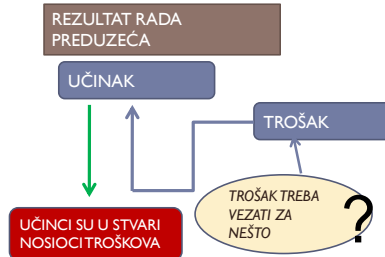 REZULTAT RADA
PREDUZEĆA
UČINAK
TROŠAK
TROŠAK TREBA
VEZATI ZA
NEŠTO
?
UČINCI SU U STVARI
NOSIOCI TROŠKOVA